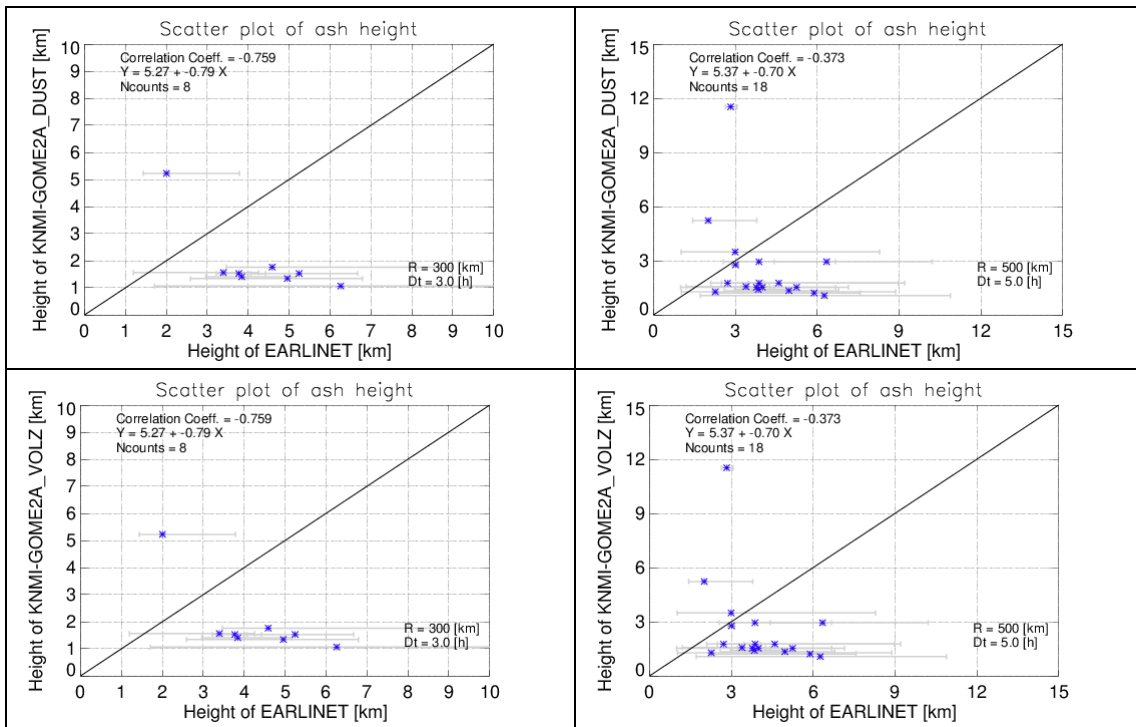 Scatter plot of ash height
Height of KNMI-GOME2A_DUST [km]
10
9
8
7
6
5
4
3
2
1
0
Correlation Coeff. = -0.759
Y = 5.27 + -0.79 X
Ncounts = 8
R = 300 [km]
Dt = 3.0 [h]
0 1 2 3 4 5 6 7 8 9 10
Height of EARLINET [km]
Scatter plot of ash height
Height of KNMI-GOME2A_DUST [km]
15
12
9
6
3
0
Correlation Coeff. = -0.373
Y = 5.37 + -0.70 X
Ncounts = 18
R = 500 [km]
Dt = 5.0 [h]
0 3 6 9 12 15
Height of EARLINET [km]
Scatter plot of ash height
Height of KNMI-GOME2A_VOLZ [km]
10
9
8
7
6
5
4
3
2
1
0
Correlation Coeff. = -0.759
Y = 5.27 + -0.79 X
Ncounts = 8
R = 300 [km]
Dt = 3.0 [h]
0 1 2 3 4 5 6 7 8 9 10
Height of EARLINET [km]
Scatter plot of ash height
Height of KNMI-GOME2A_VOLZ [km]
15
12
9
6
3
0
Correlation Coeff. = -0.373
Y = 5.37 + -0.70 X
Ncounts = 18
R = 500 [km]
Dt = 5.0 [h]
0 3 6 9 12 15
Height of EARLINET [km]